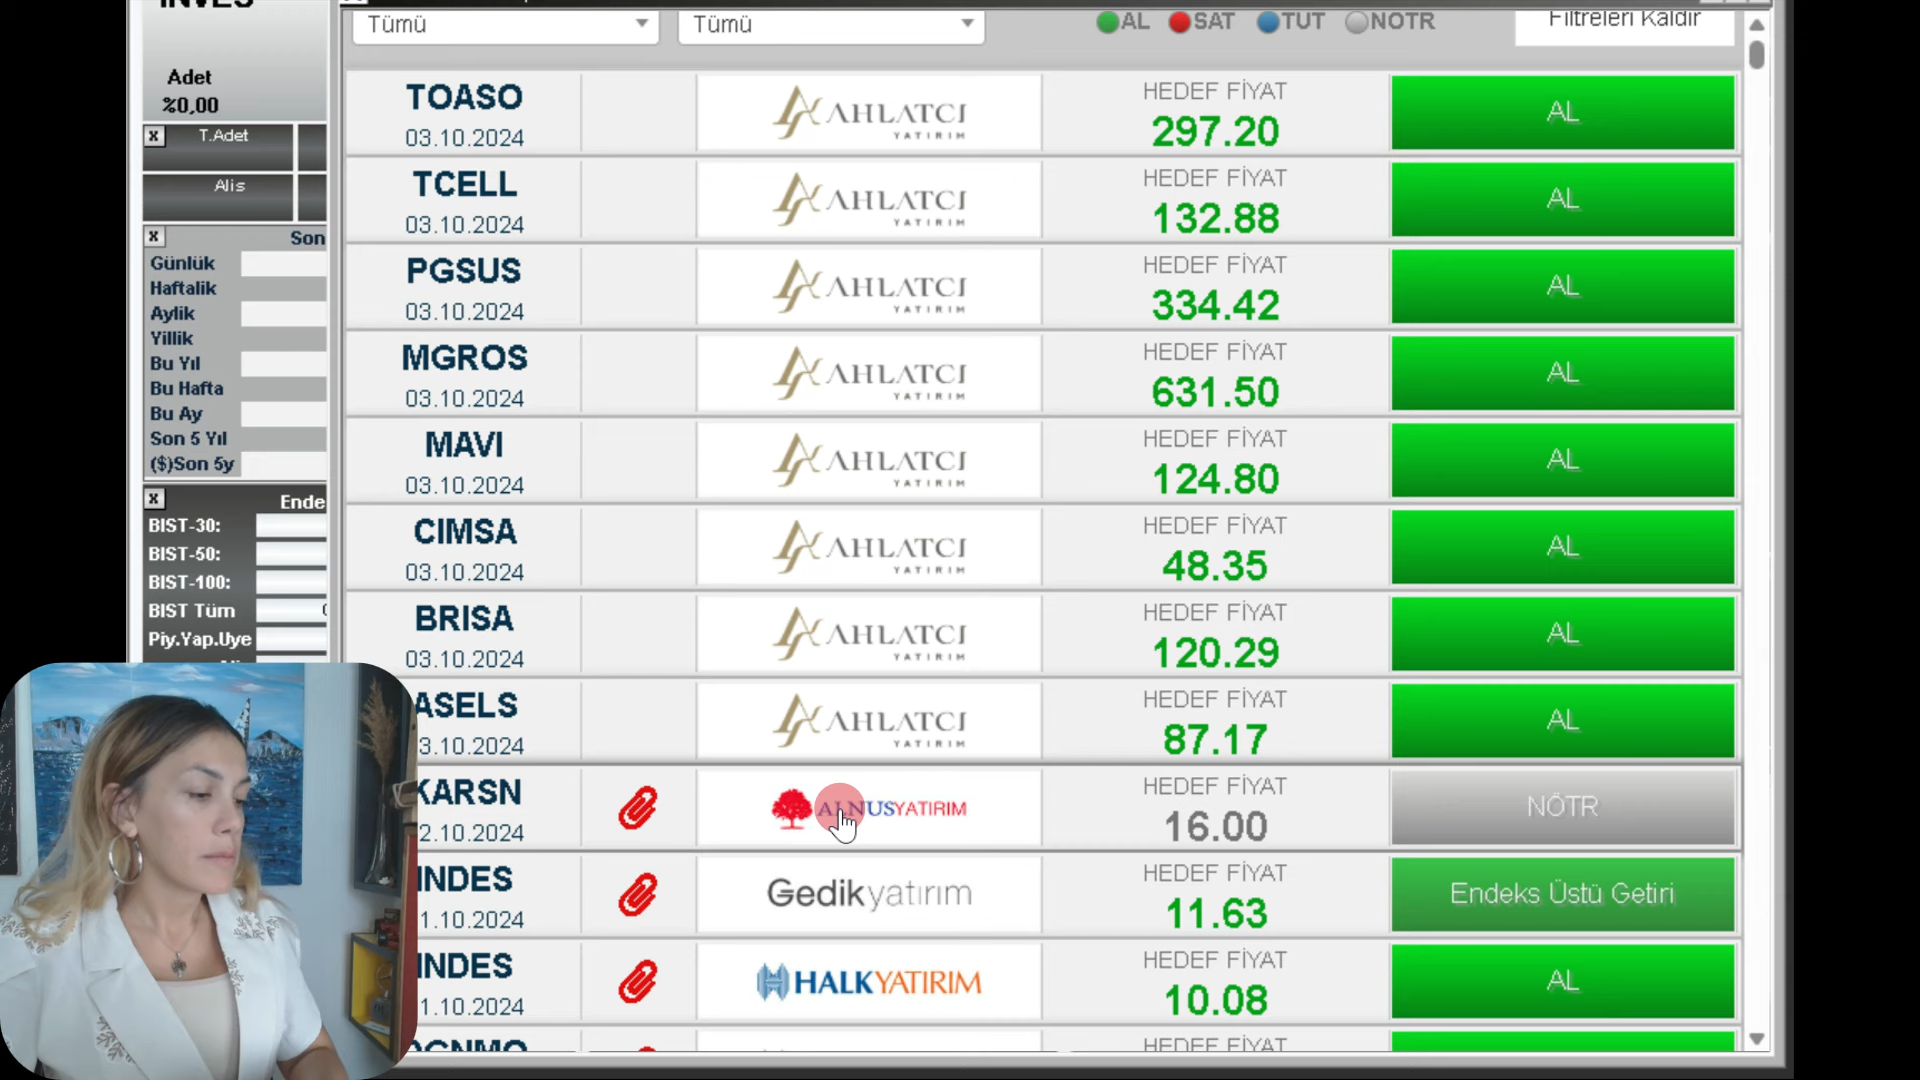 INVES
Adet
%0,00
T.Adet
Alis
Son
Günlük
Haftalik
Aylik
Yillik
Bu Yıl
Bu Hafta
Bu Ay
Son 5 Yıl
($)Son 5y
Ende
BIST-30:
BIST-50:
BIST-100:
BIST Tüm
Piy.Yap.Uye
Tümü
Tümü
AL SAT TUT NOTR
Filtreleri Kaldır
TOASO
03.10.2024
AHLATCI
YATIRIM
HEDEF FİYAT
297.20
AL
TCELL
03.10.2024
AHLATCI
YATIRIM
HEDEF FİYAT
132.88
AL
PGSUS
03.10.2024
AHLATCI
YATIRIM
HEDEF FİYAT
334.42
AL
MGROS
03.10.2024
AHLATCI
YATIRIM
HEDEF FİYAT
631.50
AL
MAVI
03.10.2024
AHLATCI
YATIRIM
HEDEF FİYAT
124.80
AL
CIMSA
03.10.2024
AHLATCI
YATIRIM
HEDEF FİYAT
48.35
AL
BRISA
03.10.2024
AHLATCI
YATIRIM
HEDEF FİYAT
120.29
AL
ASELS
3.10.2024
AHLATCI
YATIRIM
HEDEF FİYAT
87.17
AL
KARSN
2.10.2024
ALNUSYATIRIM
HEDEF FİYAT
16.00
NÖTR
INDES
1.10.2024
Gedik yatırım
HEDEF FİYAT
11.63
Endeks Üstü Getiri
INDES
1.10.2024
HALKYATIRIM
HEDEF FİYAT
10.08
AL
HEDEF FİYAT